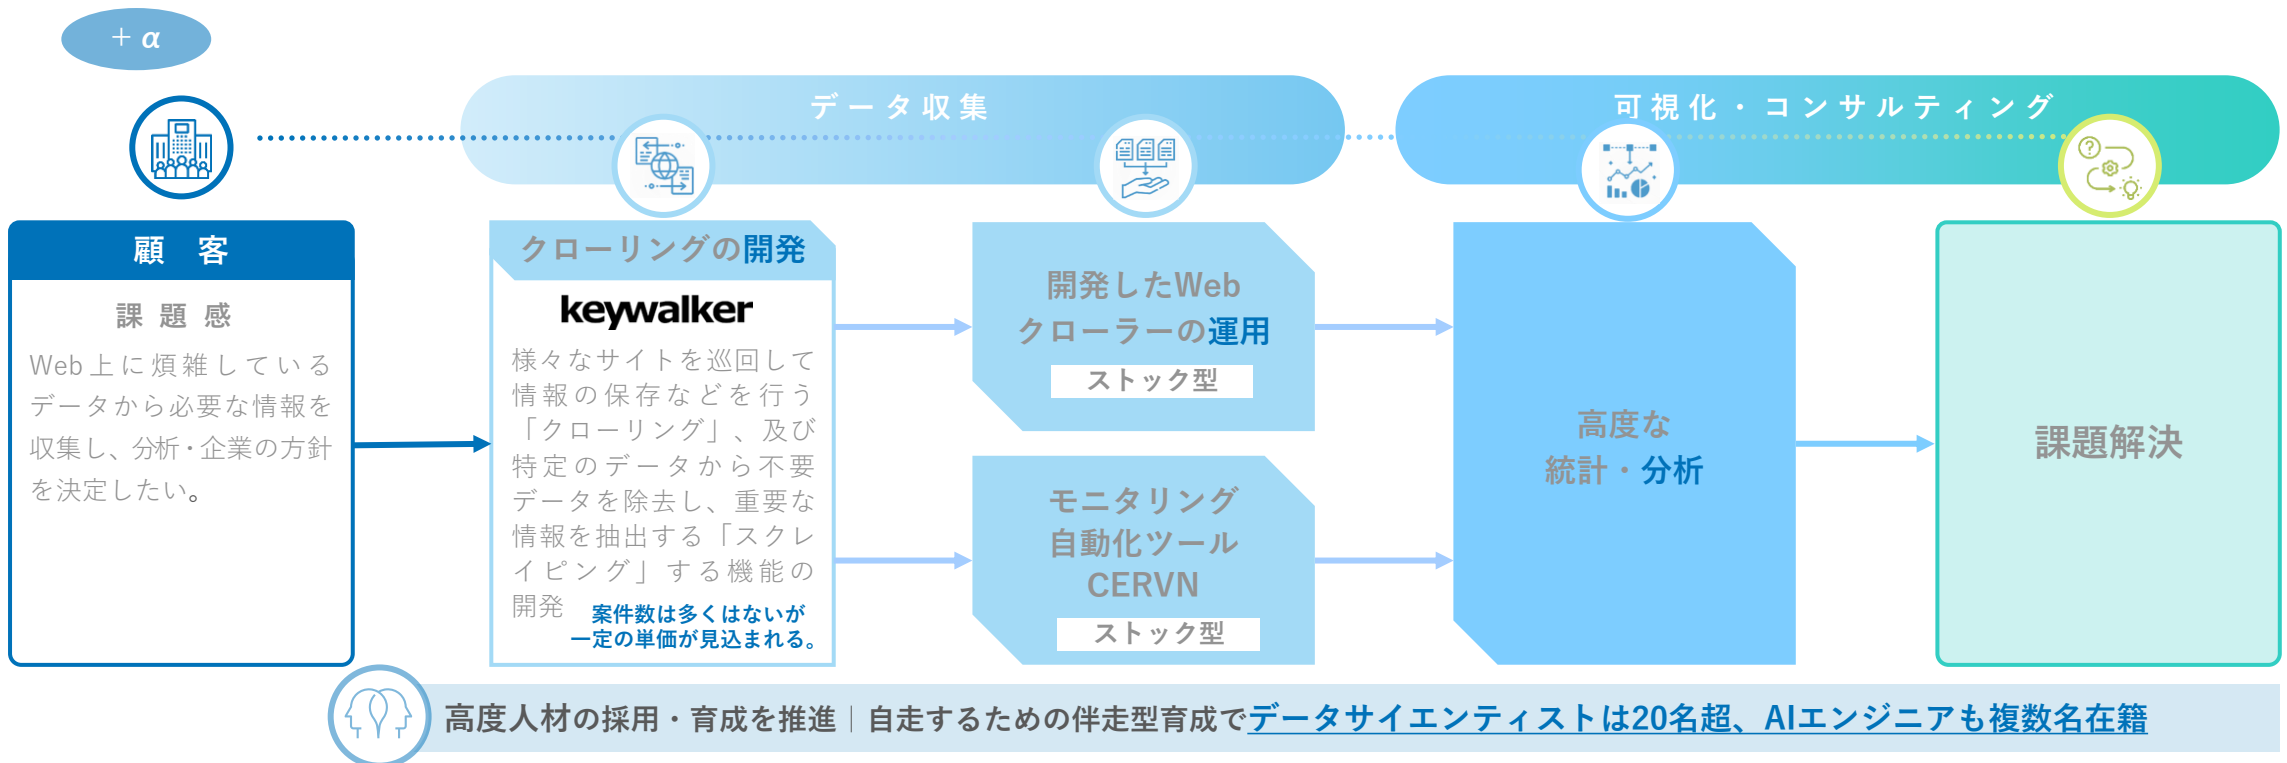 ＋ α
データ収集
可視化・コンサルティング
顧 客
課題感
Web上に煩雑している
データから必要な情報を
収集し、分析・企業の方針
を決定したい。
クローリングの開発
keywalker
様々なサイトを巡回して
情報の保存などを行う
「クローリング」、及び
特定のデータから不要
データを除去し、重要な
情報を抽出する「スクレ
イピング」する機能の
開発
案件数は多くはないが
一定の単価が見込まれる。
開発したWeb
クローラーの運用
ストック型
モニタリング
自動化ツール
CERVN
ストック型
高度な
統計・分析
課題解決
高度人材の採用・育成を推進｜自走するための伴走型育成でデータサイエンティストは20名超、AIエンジニアも複数名在籍